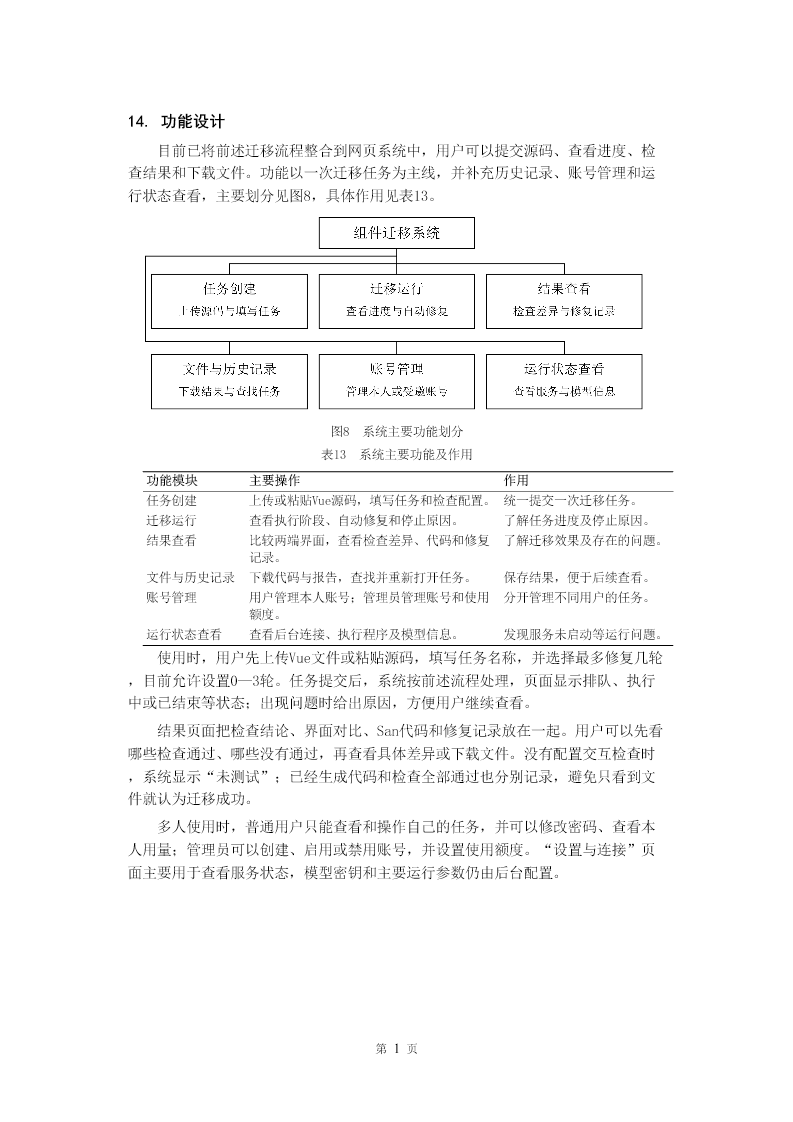 14. 功能设计
目前已将前述迁移流程整合到网页系统中，用户可以提交源码、查看进度、检
查结果和下载文件。功能以一次迁移任务为主线，并补充历史记录、账号管理和运
行状态查看，主要划分见图8，具体作用见表13。
组件迁移系统
任务创建 迁移运行 结果查看
上传源码与填写任务 查看进度与自动修复 检查差异与修复记录
文件与历史记录 账号管理 运行状态查看
下载结果与查找任务 管理本人或受邀账号 查看服务与模型信息
图8 系统主要功能划分
表13 系统主要功能及作用
功能模块 主要操作 作用
任务创建 上传或粘贴Vue源码，填写任务和检查配置。 统一提交一次迁移任务。
迁移运行 查看执行阶段、自动修复和停止原因。 了解任务进度及停止原因。
结果查看 比较两端界面，查看检查差异、代码和修复 了解迁移效果及存在的问题。
记录。
文件与历史记录 下载代码与报告，查找并重新打开任务。 保存结果，便于后续查看。
账号管理 用户管理本人账号；管理员管理账号和使用 分开管理不同用户的任务。
额度。
运行状态查看 查看后台连接、执行程序及模型信息。 发现服务未启动等运行问题。
使用时，用户先上传Vue文件或粘贴源码，填写任务名称，并选择最多修复几轮
，目前允许设置0—3轮。任务提交后，系统按前述流程处理，页面显示排队、执行
中或已结束等状态；出现问题时给出原因，方便用户继续查看。
结果页面把检查结论、界面对比、San代码和修复记录放在一起。用户可以先看
哪些检查通过、哪些没有通过，再查看具体差异或下载文件。没有配置交互检查时
，系统显示“未测试”；已经生成代码和检查全部通过也分别记录，避免只看到文
件就认为迁移成功。
多人使用时，普通用户只能查看和操作自己的任务，并可以修改密码、查看本
人用量；管理员可以创建、启用或禁用账号，并设置使用额度。“设置与连接”页
面主要用于查看服务状态，模型密钥和主要运行参数仍由后台配置。
第 1 页